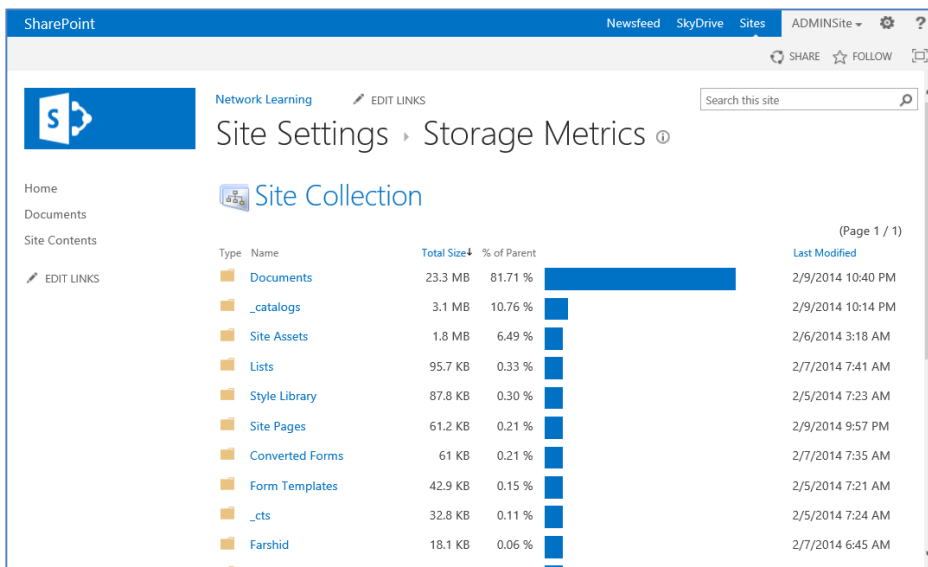 SharePoint Newsfeed SkyDrive Sites ADMINSite ?
SHARE FOLLOW
S
Network Learning EDIT LINKS Search this site
Site Settings › Storage Metrics
Home
Documents
Site Contents
EDIT LINKS
Site Collection
(Page 1 / 1)
Type Name Total Size↓ % of Parent Last Modified
Documents 23.3 MB 81.71 % 2/9/2014 10:40 PM
_catalogs 3.1 MB 10.76 % 2/9/2014 10:14 PM
Site Assets 1.8 MB 6.49 % 2/6/2014 3:18 AM
Lists 95.7 KB 0.33 % 2/7/2014 7:41 AM
Style Library 87.8 KB 0.30 % 2/5/2014 7:23 AM
Site Pages 61.2 KB 0.21 % 2/9/2014 9:57 PM
Converted Forms 61 KB 0.21 % 2/7/2014 7:35 AM
Form Templates 42.9 KB 0.15 % 2/5/2014 7:21 AM
_cts 32.8 KB 0.11 % 2/5/2014 7:24 AM
Farshid 18.1 KB 0.06 % 2/7/2014 6:45 AM